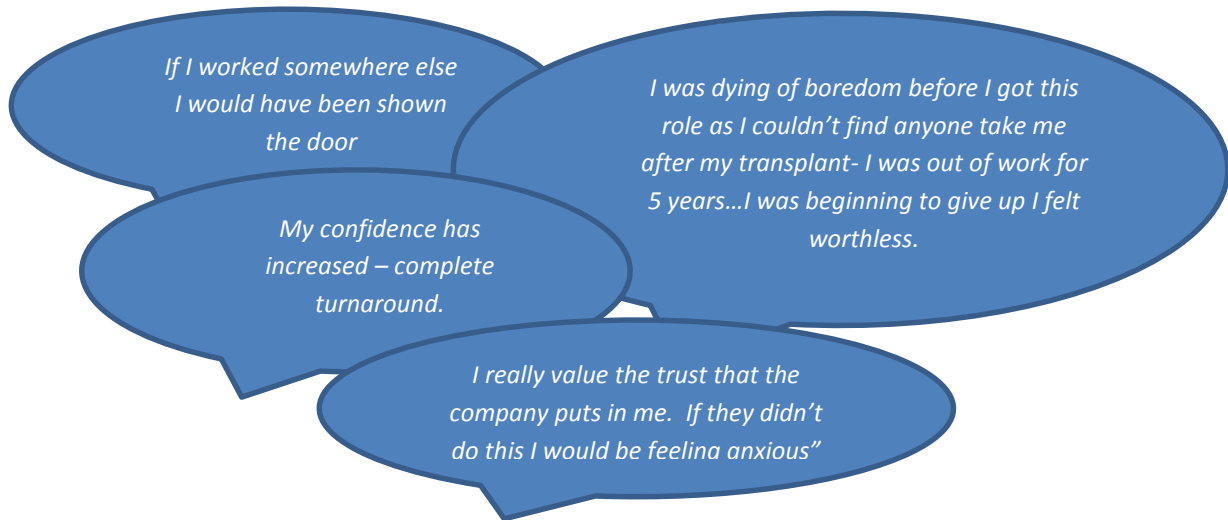 If I worked somewhere else
I would have been shown
the door
I was dying of boredom before I got this
role as I couldn’t find anyone take me
after my transplant- I was out of work for
5 years…I was beginning to give up I felt
worthless.
My confidence has
increased – complete
turnaround.
I really value the trust that the
company puts in me.  If they didn’t
do this I would be feeling anxious”